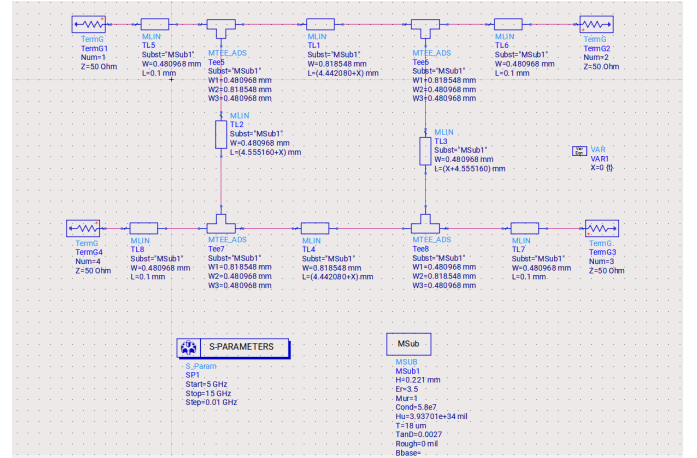 TermG
TermG1
Num=1
Z=50 Ohm
MLIN
TL5
Subst="MSub1"
W=0.480968 mm
L=0.1 mm
MTEE_ADS
Tee5
Subst="MSub1"
W1=0.480968 mm
W2=0.818548 mm
W3=0.480968 mm
MLIN
TL1
Subst="MSub1"
W=0.818548 mm
L=(4.442080+X) mm
MTEE_ADS
Tee6
Subst="MSub1"
W1=0.818548 mm
W2=0.480968 mm
W3=0.480968 mm
MLIN
TL6
Subst="MSub1"
W=0.480968 mm
L=0.1 mm
TermG
TermG2
Num=2
Z=50 Ohm
MLIN
TL2
Subst="MSub1"
W=0.480968 mm
L=(4.555160+X) mm
MLIN
TL3
Subst="MSub1"
W=0.480968 mm
L=(X+4.555160) mm
Var
Eqn
VAR
VAR1
X=0 {t}
TermG
TermG4
Num=4
Z=50 Ohm
MLIN
TL8
Subst="MSub1"
W=0.480968 mm
L=0.1 mm
MTEE_ADS
Tee7
Subst="MSub1"
W1=0.818548 mm
W2=0.480968 mm
W3=0.480968 mm
MLIN
TL4
Subst="MSub1"
W=0.818548 mm
L=(4.442080+X) mm
MTEE_ADS
Tee8
Subst="MSub1"
W1=0.480968 mm
W2=0.818548 mm
W3=0.480968 mm
MLIN
TL7
Subst="MSub1"
W=0.480968 mm
L=0.1 mm
TermG
TermG3
Num=3
Z=50 Ohm
S-PARAMETERS
S_Param
SP1
Start=5 GHz
Stop=15 GHz
Step=0.01 GHz
MSub
MSUB
MSub1
H=0.221 mm
Er=3.5
Mur=1
Cond=5.8e7
Hu=3.93701e+34 mil
T=18 um
TanD=0.0027
Rough=0 mil
Bbase=